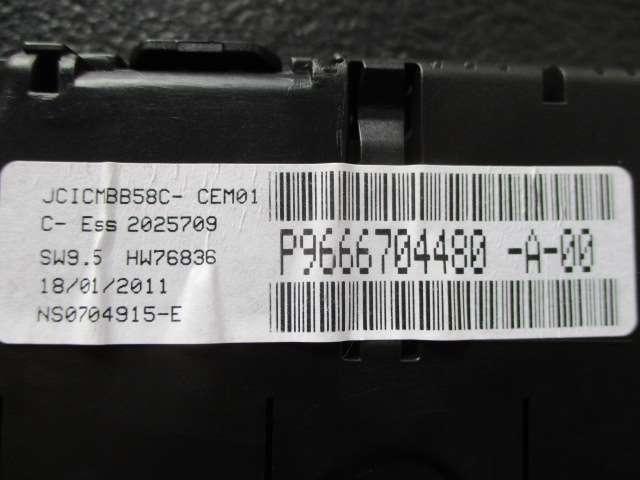 JCICMBB58C- CEM01
C- Ess 2025709
SW9.5 HW76836
18/01/2011
NS0704915-E
P9666704480 -A-00